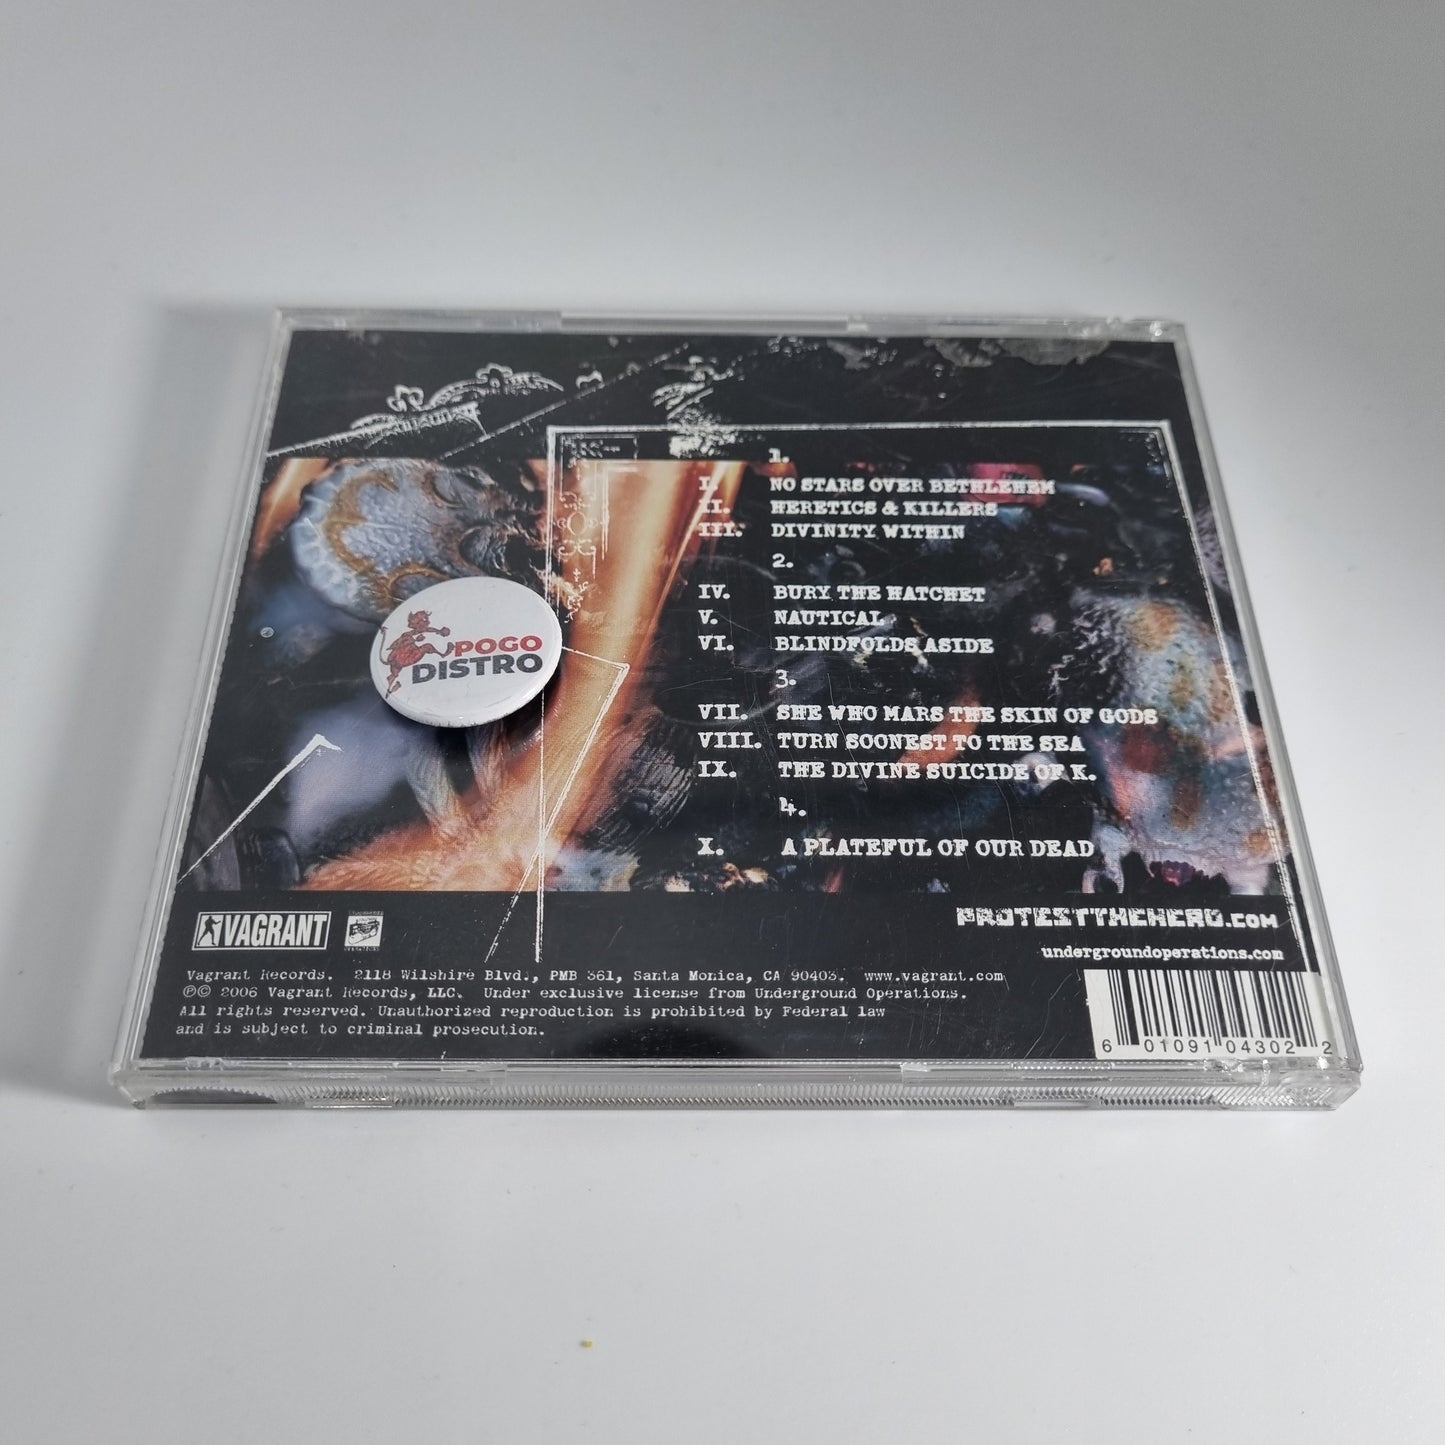 1.
I. NO STARS OVER BETHLEHEM
II. HERETICS & KILLERS
III. DIVINITY WITHIN
2.
IV. BURY THE HATCHET
V. NAUTICAL
VI. BLINDFOLDS ASIDE
3.
VII. SHE WHO MARS THE SKIN OF GODS
VIII. TURN SOONEST TO THE SEA
IX. THE DIVINE SUICIDE OF K.
4.
X. A PLATEFUL OF OUR DEAD
POGO
DISTRO
VAGRANT
PROTESTTHEHERO.COM
undergroundoperations.com
Vagrant Records. 2118 Wilshire Blvd., PMB 361, Santa Monica, CA 90403. www.vagrant.com
℗© 2006 Vagrant Records, LLC. Under exclusive license from Underground Operations.
All rights reserved. Unauthorized reproduction is prohibited by Federal law
and is subject to criminal prosecution.
6 01091 04302 2